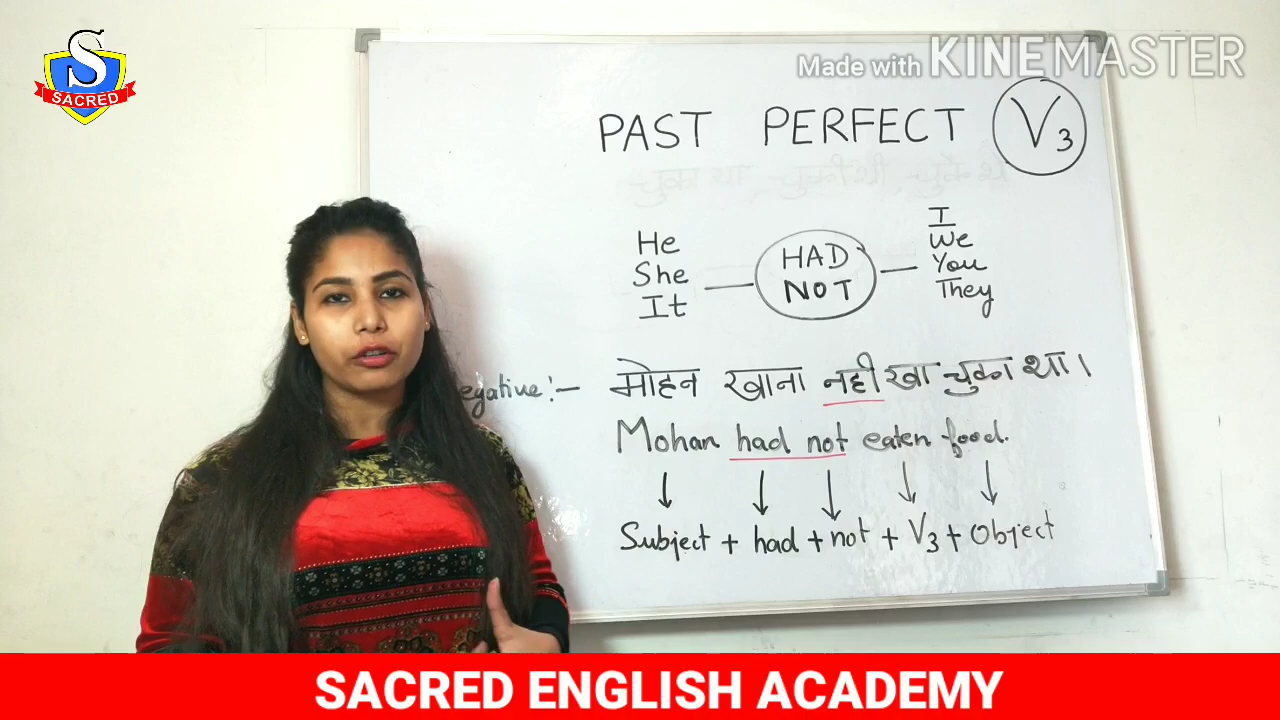 S
SACRED
Made with KINEMASTER
PAST PERFECT V3
He
She
It
HAD
NOT
I
We
You
They
egative :- मोहन खाना नही खा चुका था।
Mohan had not eaten food.
Subject + had + not + V3 + Object
SACRED ENGLISH ACADEMY